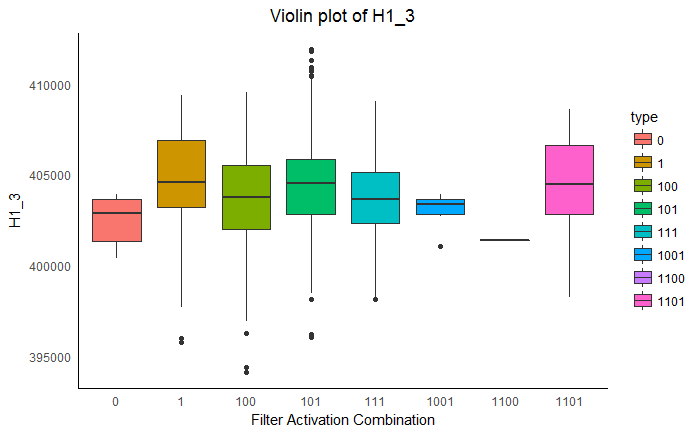 Violin plot of H1_3
H1_3
410000
405000
400000
395000
0 1 100 101 111 1001 1100 1101
Filter Activation Combination
type
0
1
100
101
111
1001
1100
1101